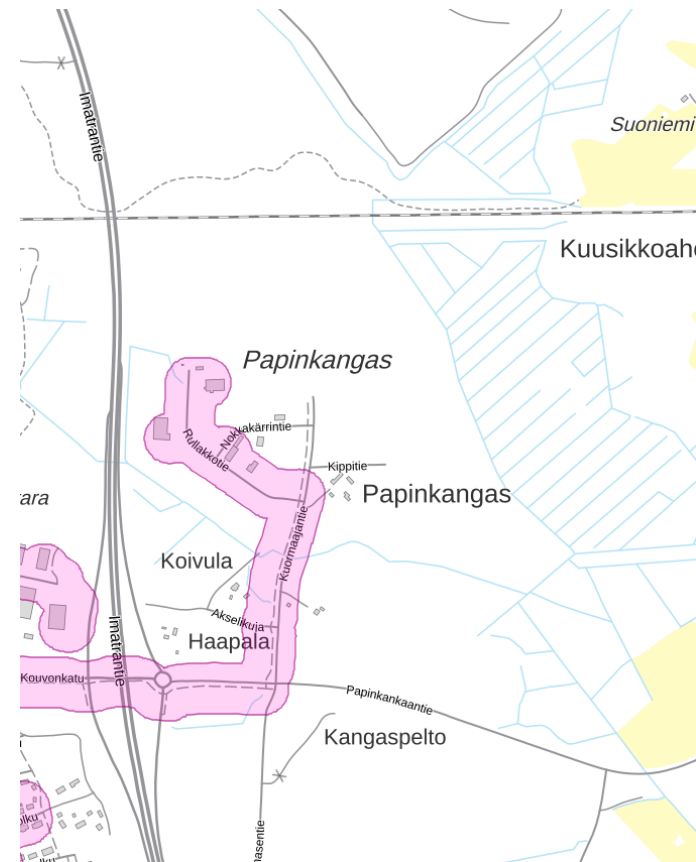 Imatrantie
Suoniemi
Kuusikkoaho
Papinkangas
Nokkakärrintie
Rullakkotie
Kippitie
Papinkangas
Kuormaajantie
Koivula
Akselikuja
Haapala
Imatrantie
Kouvonkatu
Papinkankaantie
Kangaspelto